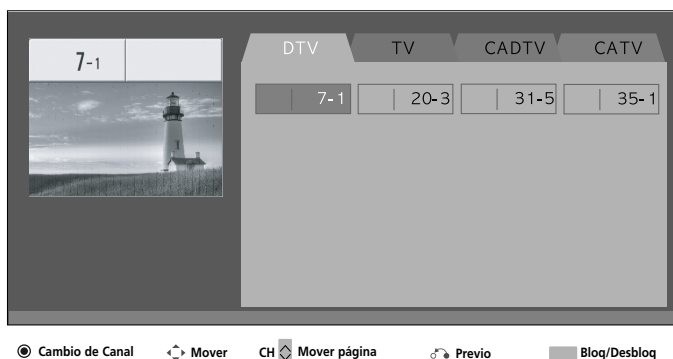 7-1
DTV TV CADTV CATV
7-1 20-3 31-5 35-1
Cambio de Canal Mover CH Mover página Previo Bloq/Desbloq